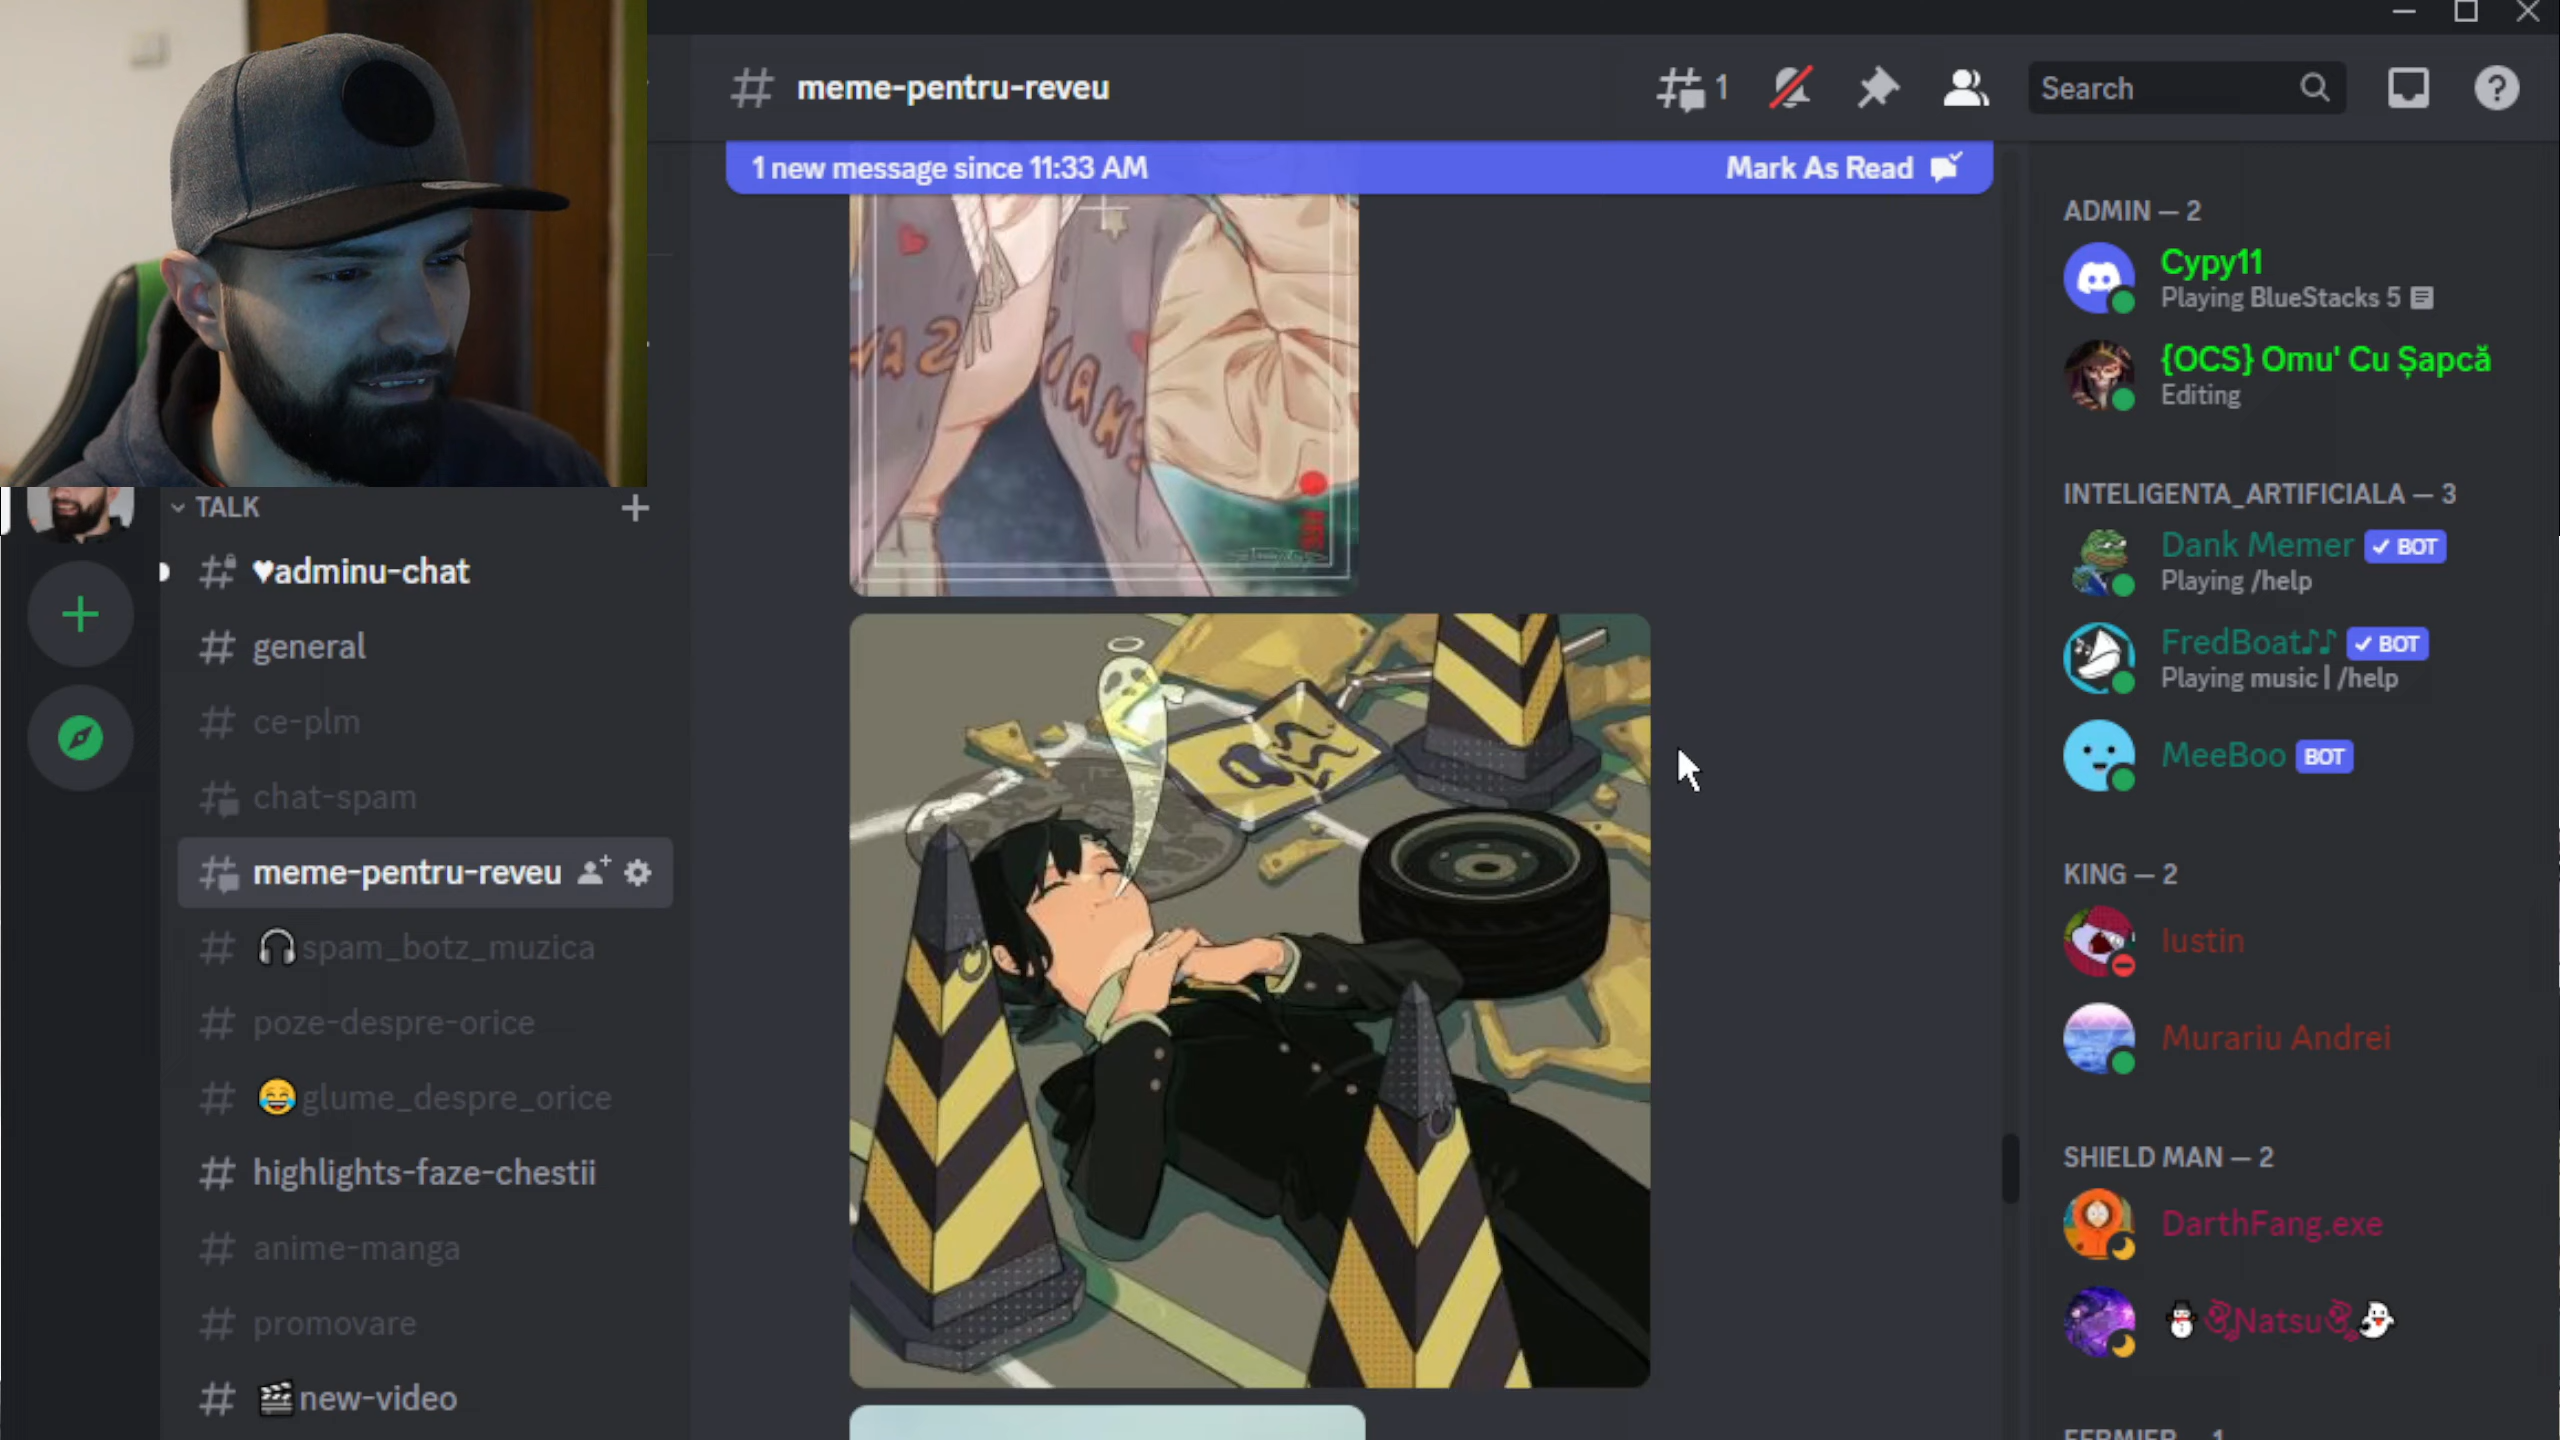 meme-pentru-reveu
1
Search
1 new message since 11:33 AM
Mark As Read
TALK
♥adminu-chat
general
ce-plm
chat-spam
meme-pentru-reveu
🎧spam_botz_muzica
poze-despre-orice
😂glume_despre_orice
highlights-faze-chestii
anime-manga
promovare
🎬new-video
ADMIN — 2
Cypy11
Playing BlueStacks 5
{OCS} Omu' Cu Șapcă
Editing
INTELIGENTA_ARTIFICIALA — 3
Dank Memer ✓ BOT
Playing /help
FredBoat♪♪ ✓ BOT
Playing music | /help
MeeBoo BOT
KING — 2
Iustin
Murariu Andrei
SHIELD MAN — 2
DarthFang.exe
Natsu
FERMIER — 1